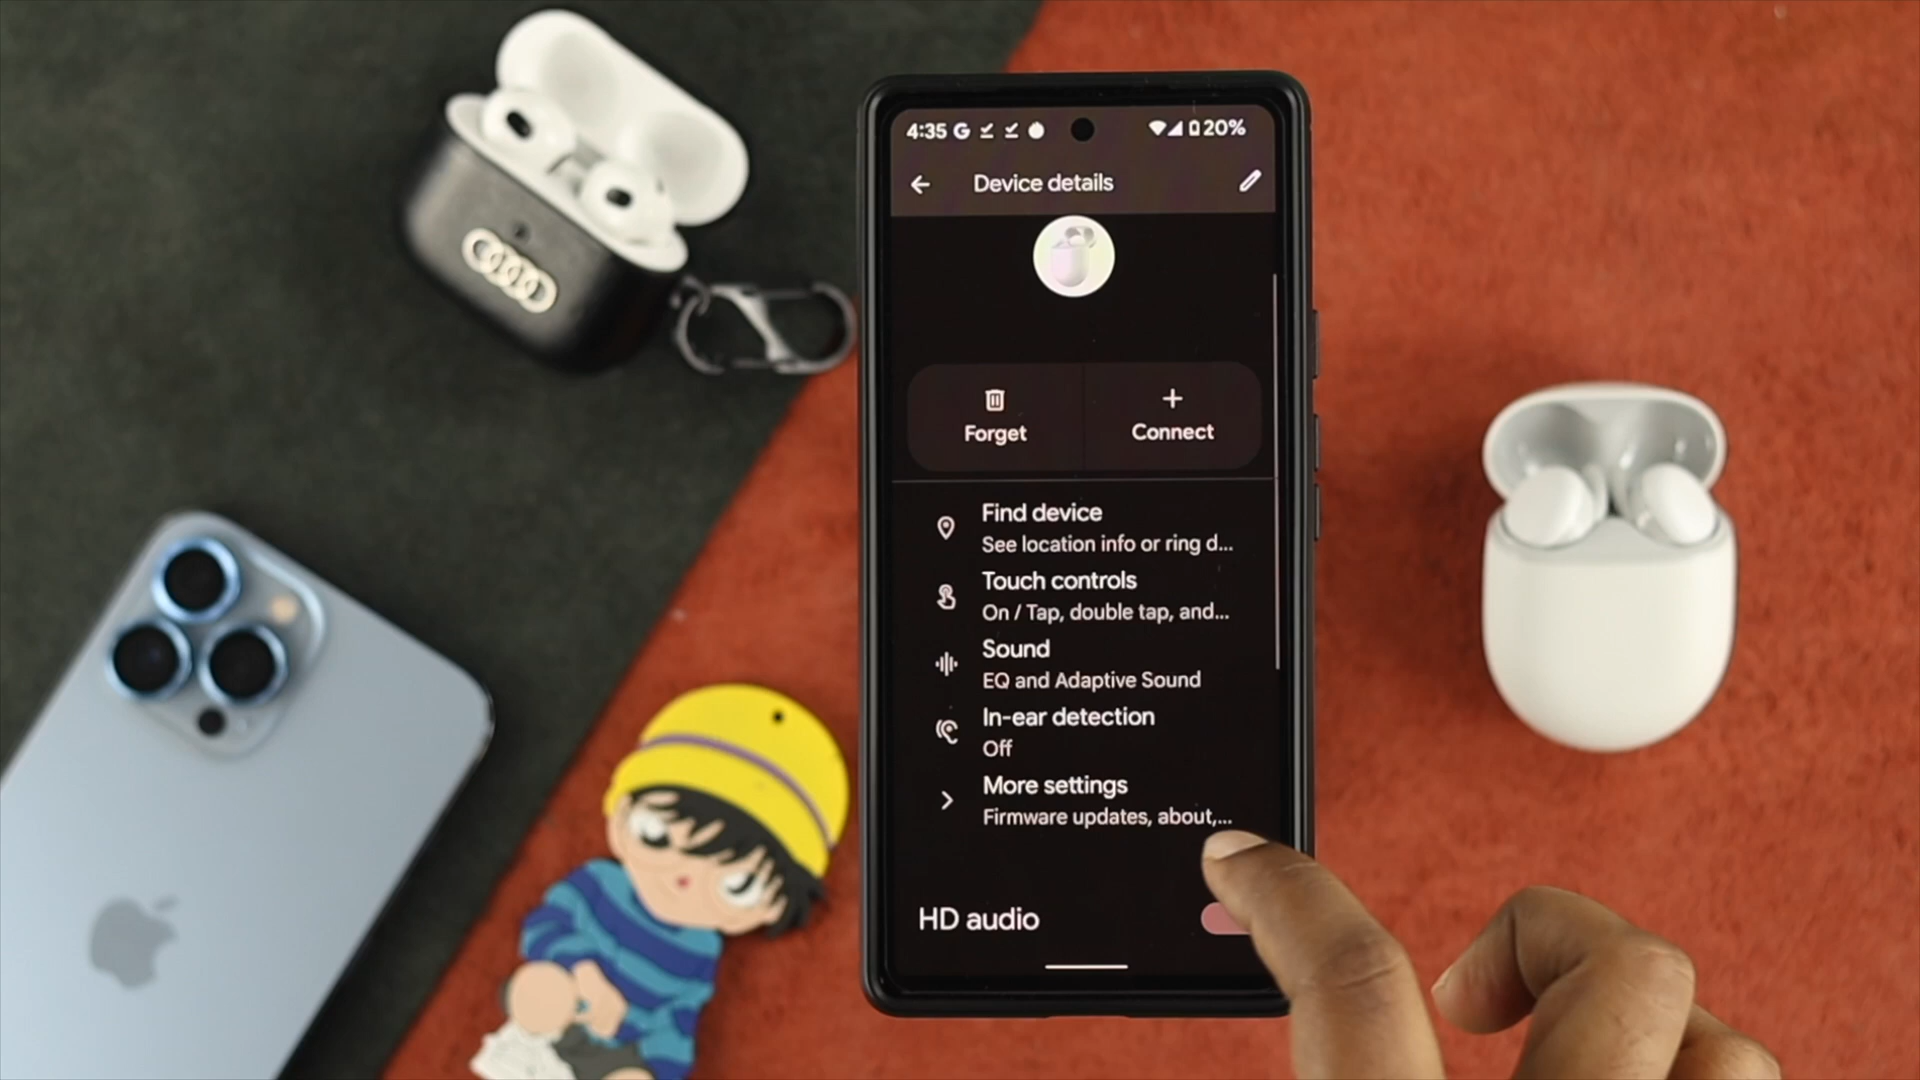 4:35
20%
Device details
Forget
Connect
Find device
See location info or ring d...
Touch controls
On / Tap, double tap, and...
Sound
EQ and Adaptive Sound
In-ear detection
Off
More settings
Firmware updates, about,...
HD audio